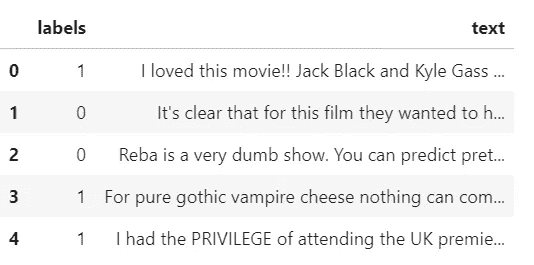 labels text
0 1 I loved this movie!! Jack Black and Kyle Gass ...
1 0 It's clear that for this film they wanted to h...
2 0 Reba is a very dumb show. You can predict pret...
3 1 For pure gothic vampire cheese nothing can com...
4 1 I had the PRIVILEGE of attending the UK premie...